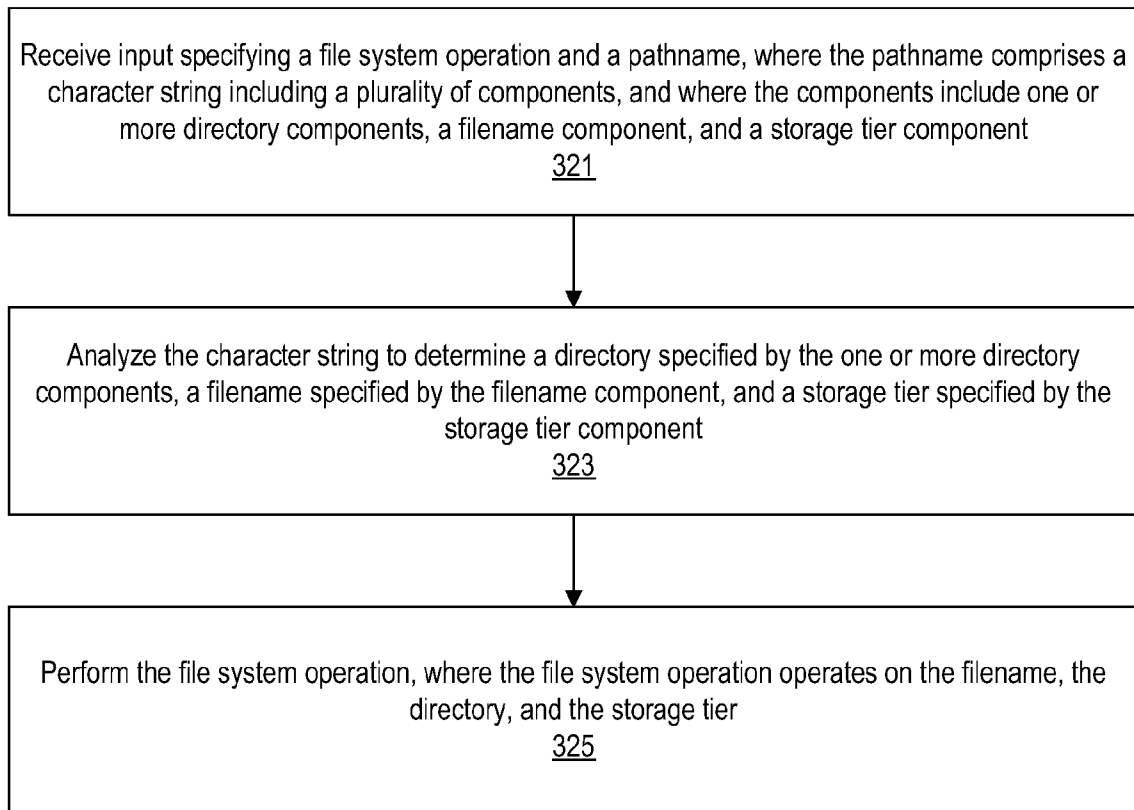 Receive input specifying a file system operation and a pathname, where the pathname comprises a
character string including a plurality of components, and where the components include one or
more directory components, a filename component, and a storage tier component
321
Analyze the character string to determine a directory specified by the one or more directory
components, a filename specified by the filename component, and a storage tier specified by the
storage tier component
323
Perform the file system operation, where the file system operation operates on the filename, the
directory, and the storage tier
325